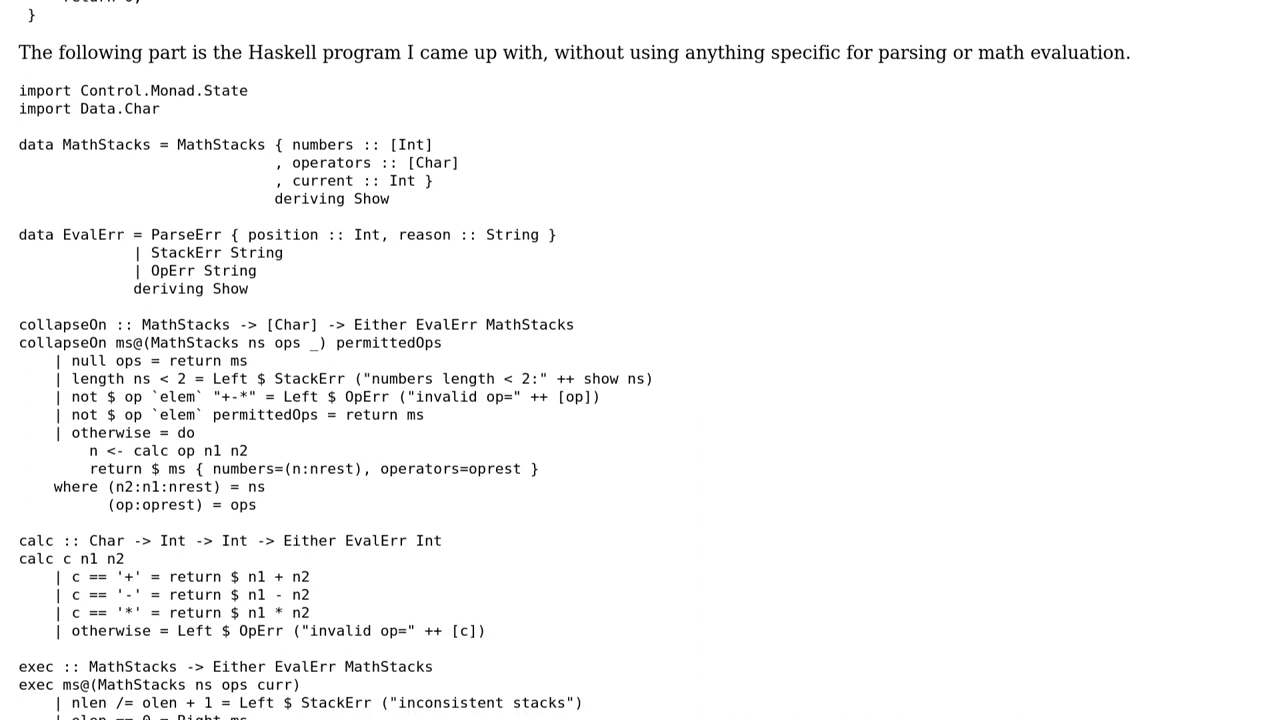 }
The following part is the Haskell program I came up with, without using anything specific for parsing or math evaluation.
import Control.Monad.State
import Data.Char
data MathStacks = MathStacks { numbers :: [Int]
, operators :: [Char]
, current :: Int }
deriving Show
data EvalErr = ParseErr { position :: Int, reason :: String }
| StackErr String
| OpErr String
deriving Show
collapseOn :: MathStacks -> [Char] -> Either EvalErr MathStacks
collapseOn ms@(MathStacks ns ops _) permittedOps
| null ops = return ms
| length ns < 2 = Left $ StackErr ("numbers length < 2:" ++ show ns)
| not $ op `elem` "+-*" = Left $ OpErr ("invalid op=" ++ [op])
| not $ op `elem` permittedOps = return ms
| otherwise = do
n <- calc op n1 n2
return $ ms { numbers=(n:nrest), operators=oprest }
where (n2:n1:nrest) = ns
(op:oprest) = ops
calc :: Char -> Int -> Int -> Either EvalErr Int
calc c n1 n2
| c == '+' = return $ n1 + n2
| c == '-' = return $ n1 - n2
| c == '*' = return $ n1 * n2
| otherwise = Left $ OpErr ("invalid op=" ++ [c])
exec :: MathStacks -> Either EvalErr MathStacks
exec ms@(MathStacks ns ops curr)
| nlen /= olen + 1 = Left $ StackErr ("inconsistent stacks")
| olen == 0 = Right ms